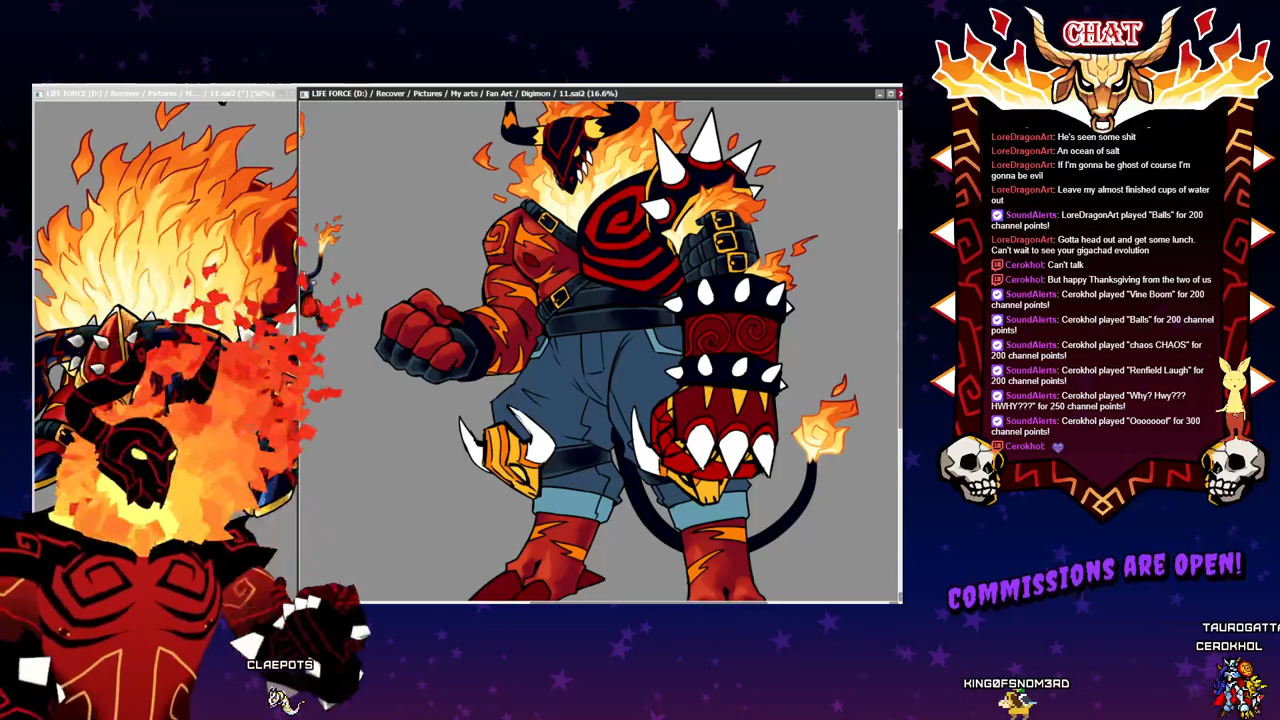 LIFE FORCE (D:) / Recover / Pictures / M... / 11.sai2 (*) (50%)
LIFE FORCE (D:) / Recover / Pictures / My arts / Fan Art / Digimon / 11.sai2 (16.6%)
CHAT
LoreDragonArt: He's seen some shit
LoreDragonArt: An ocean of salt
LoreDragonArt: If I'm gonna be ghost of course I'm
gonna be evil
LoreDragonArt: Leave my almost finished cups of water
out
SoundAlerts: LoreDragonArt played "Balls" for 200
channel points!
LoreDragonArt: Gotta head out and get some lunch.
Can't wait to see your gigachad evolution
Cerokhol: Can't talk
Cerokhol: But happy Thanksgiving from the two of us
SoundAlerts: Cerokhol played "Vine Boom" for 200
channel points!
SoundAlerts: Cerokhol played "Balls" for 200 channel
points!
SoundAlerts: Cerokhol played "chaos CHAOS" for
200 channel points!
SoundAlerts: Cerokhol played "Renfield Laugh" for
200 channel points!
SoundAlerts: Cerokhol played "Why? Hwy???
HWHY???" for 250 channel points!
SoundAlerts: Cerokhol played "Ooooooof" for 300
channel points!
Cerokhol:
COMMISSIONS ARE OPEN!
TAUROGATTA
CEROKHOL
CLAEPOTS
KING0FSNOM3RD